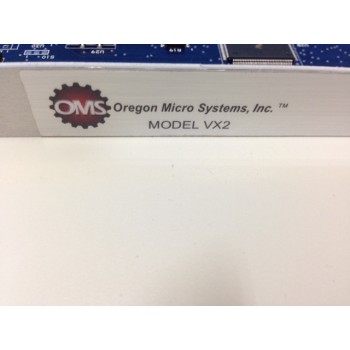 OMS Oregon Micro Systems, Inc. ™
MODEL VX2